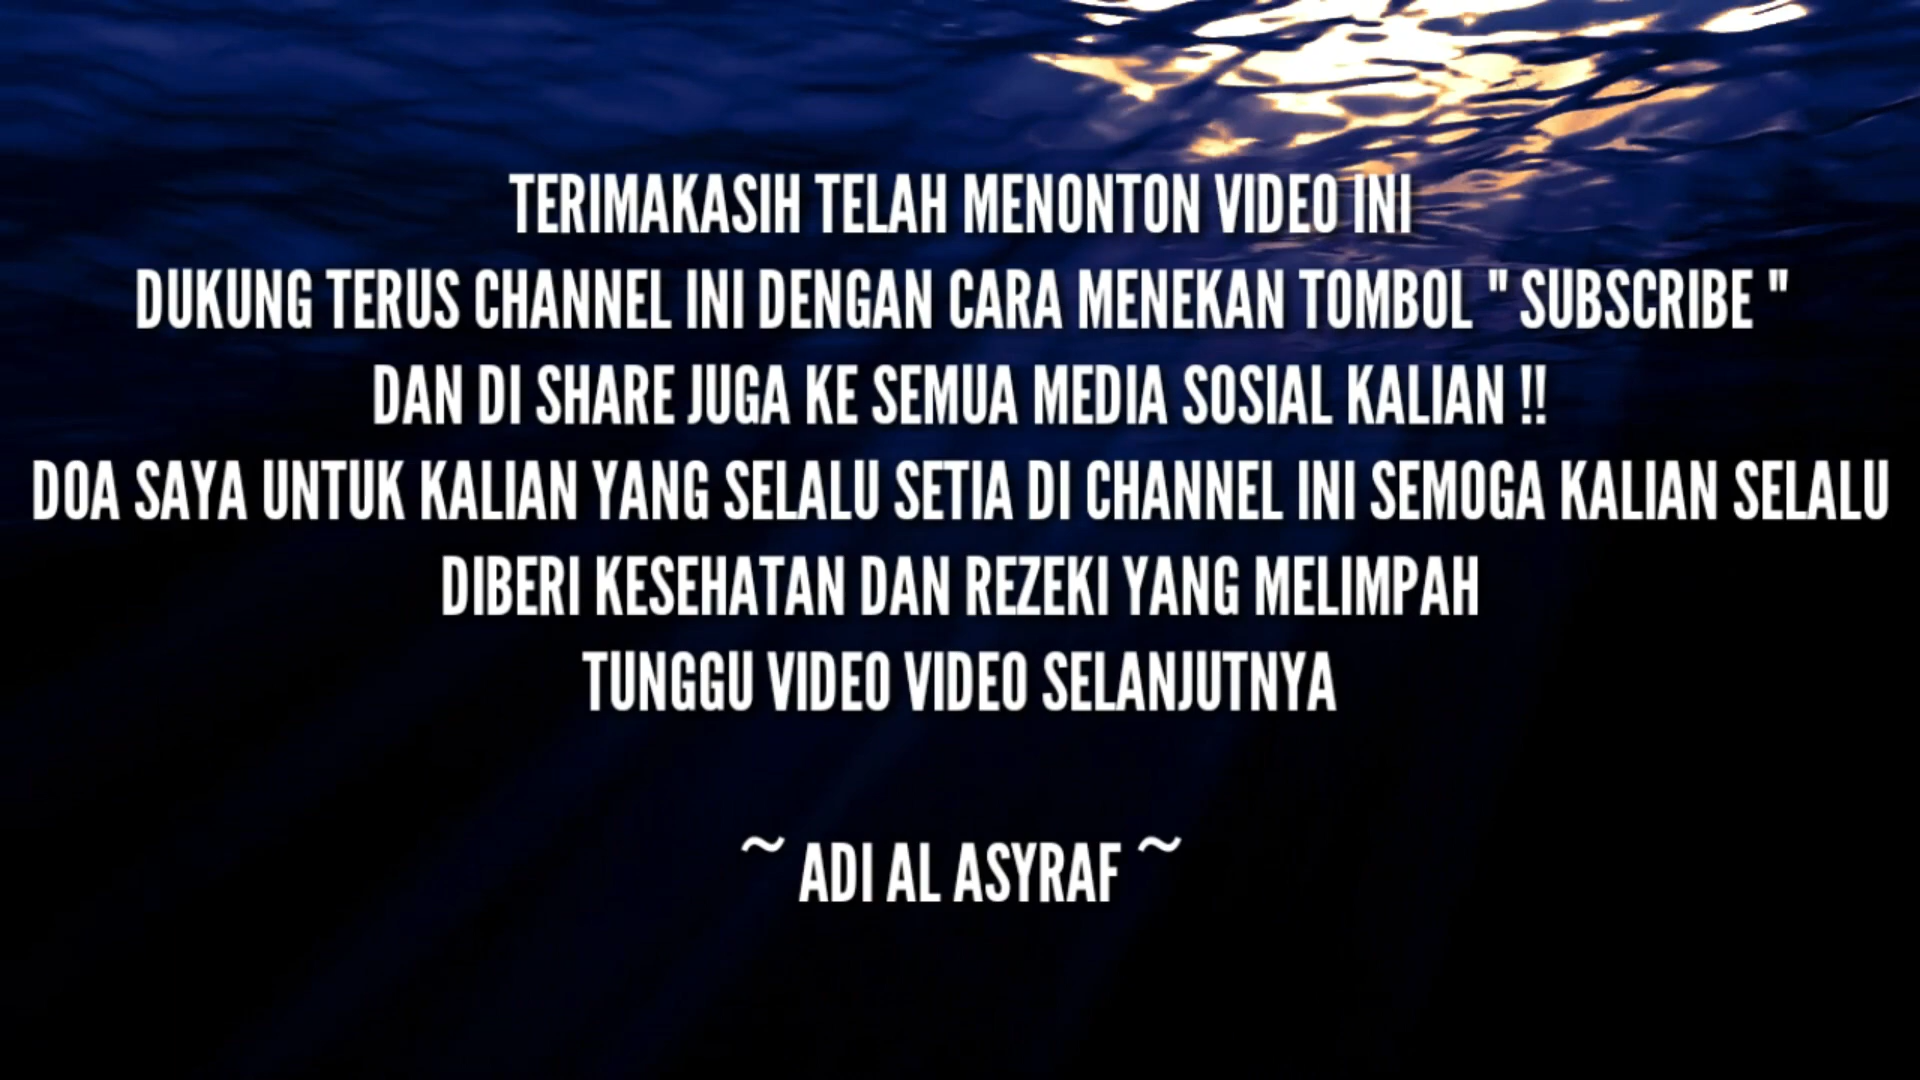 TERIMAKASIH TELAH MENONTON VIDEO INI
DUKUNG TERUS CHANNEL INI DENGAN CARA MENEKAN TOMBOL " SUBSCRIBE "
DAN DI SHARE JUGA KE SEMUA MEDIA SOSIAL KALIAN !!
DOA SAYA UNTUK KALIAN YANG SELALU SETIA DI CHANNEL INI SEMOGA KALIAN SELALU
DIBERI KESEHATAN DAN REZEKI YANG MELIMPAH
TUNGGU VIDEO VIDEO SELANJUTNYA
~ ADI AL ASYRAF ~